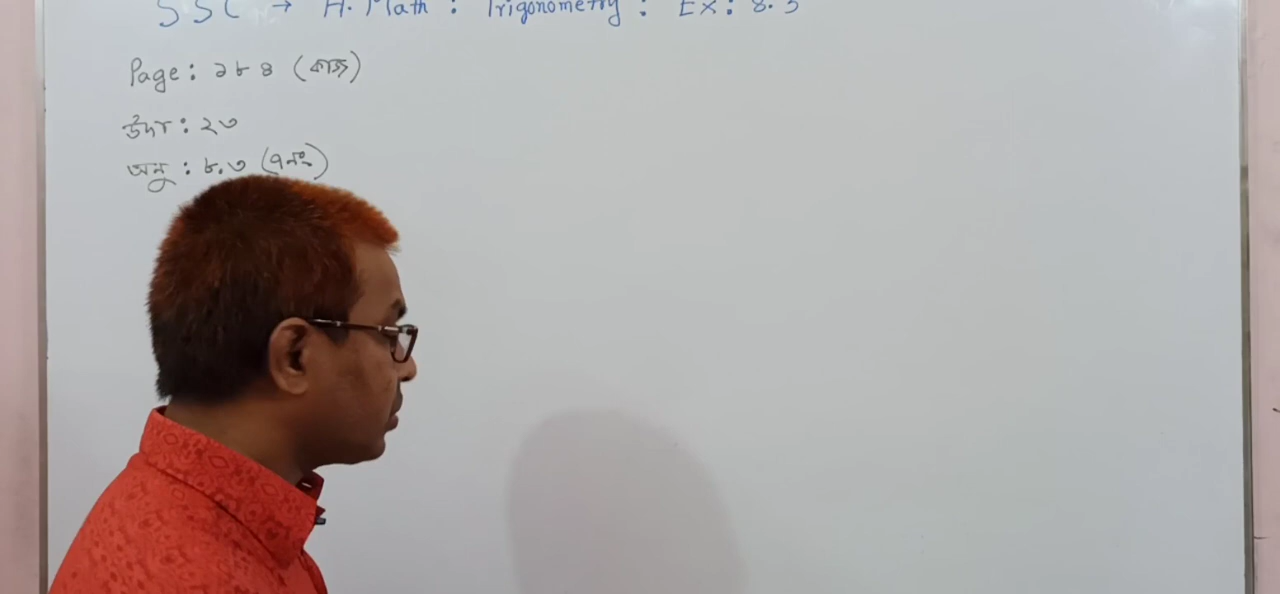 SSC → H. Math : Trigonometry : Ex : 8.3
Page : ১৮৪ (কাজ)
উদা : ২৩
অনু : ৮.৩ (৭নং)